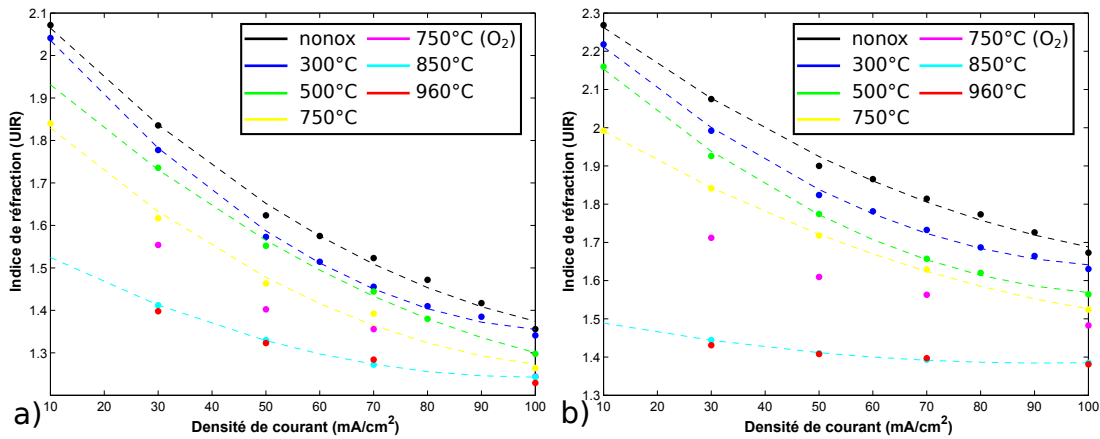 2.1
2
1.9
1.8
1.7
1.6
1.5
1.4
1.3
Indice de réfraction (UIR)
nonox
300°C
500°C
750°C
750°C (O₂)
850°C
960°C
10 20 30 40 50 60 70 80 90 100
Densité de courant (mA/cm²)
a)
2.3
2.2
2.1
2
1.9
1.8
1.7
1.6
1.5
1.4
1.3
Indice de réfraction (UIR)
nonox
300°C
500°C
750°C
750°C (O₂)
850°C
960°C
10 20 30 40 50 60 70 80 90 100
Densité de courant (mA/cm²)
b)